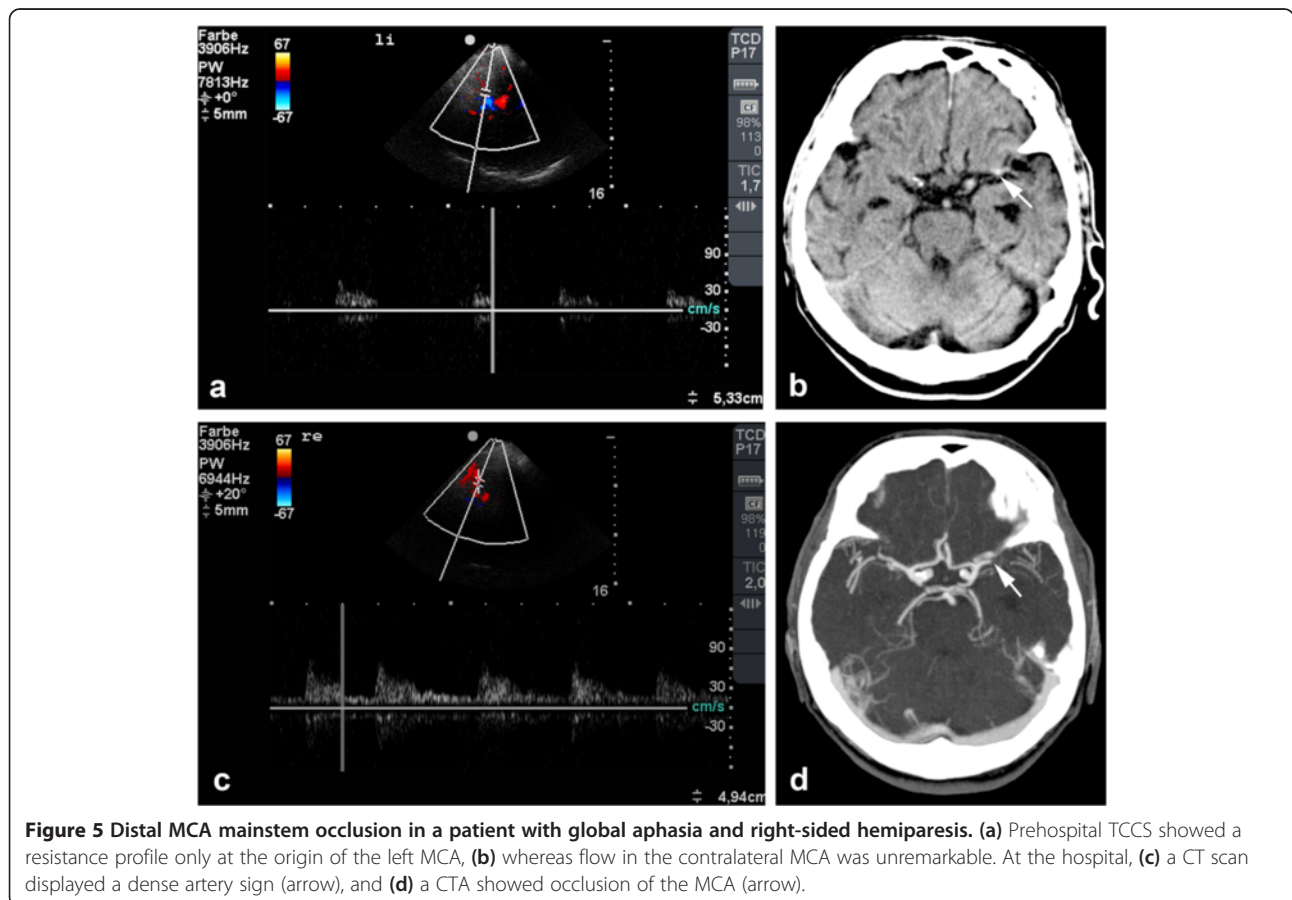 Farbe
3906Hz
67
li
TCD
P17
PW
7813Hz
+0°
5mm
-67
CF
98%
113
0
TIC
1,7
16
90
30
cm/s
-30
a
5,33cm
b
Farbe
3906Hz
67
re
TCD
P17
PW
6944Hz
+20°
5mm
-67
CF
98%
119
0
TIC
2,0
16
90
30
cm/s
-30
c
4,94cm
d
Figure 5 Distal MCA mainstem occlusion in a patient with global aphasia and right-sided hemiparesis. (a) Prehospital TCCS showed a
resistance profile only at the origin of the left MCA, (b) whereas flow in the contralateral MCA was unremarkable. At the hospital, (c) a CT scan
displayed a dense artery sign (arrow), and (d) a CTA showed occlusion of the MCA (arrow).